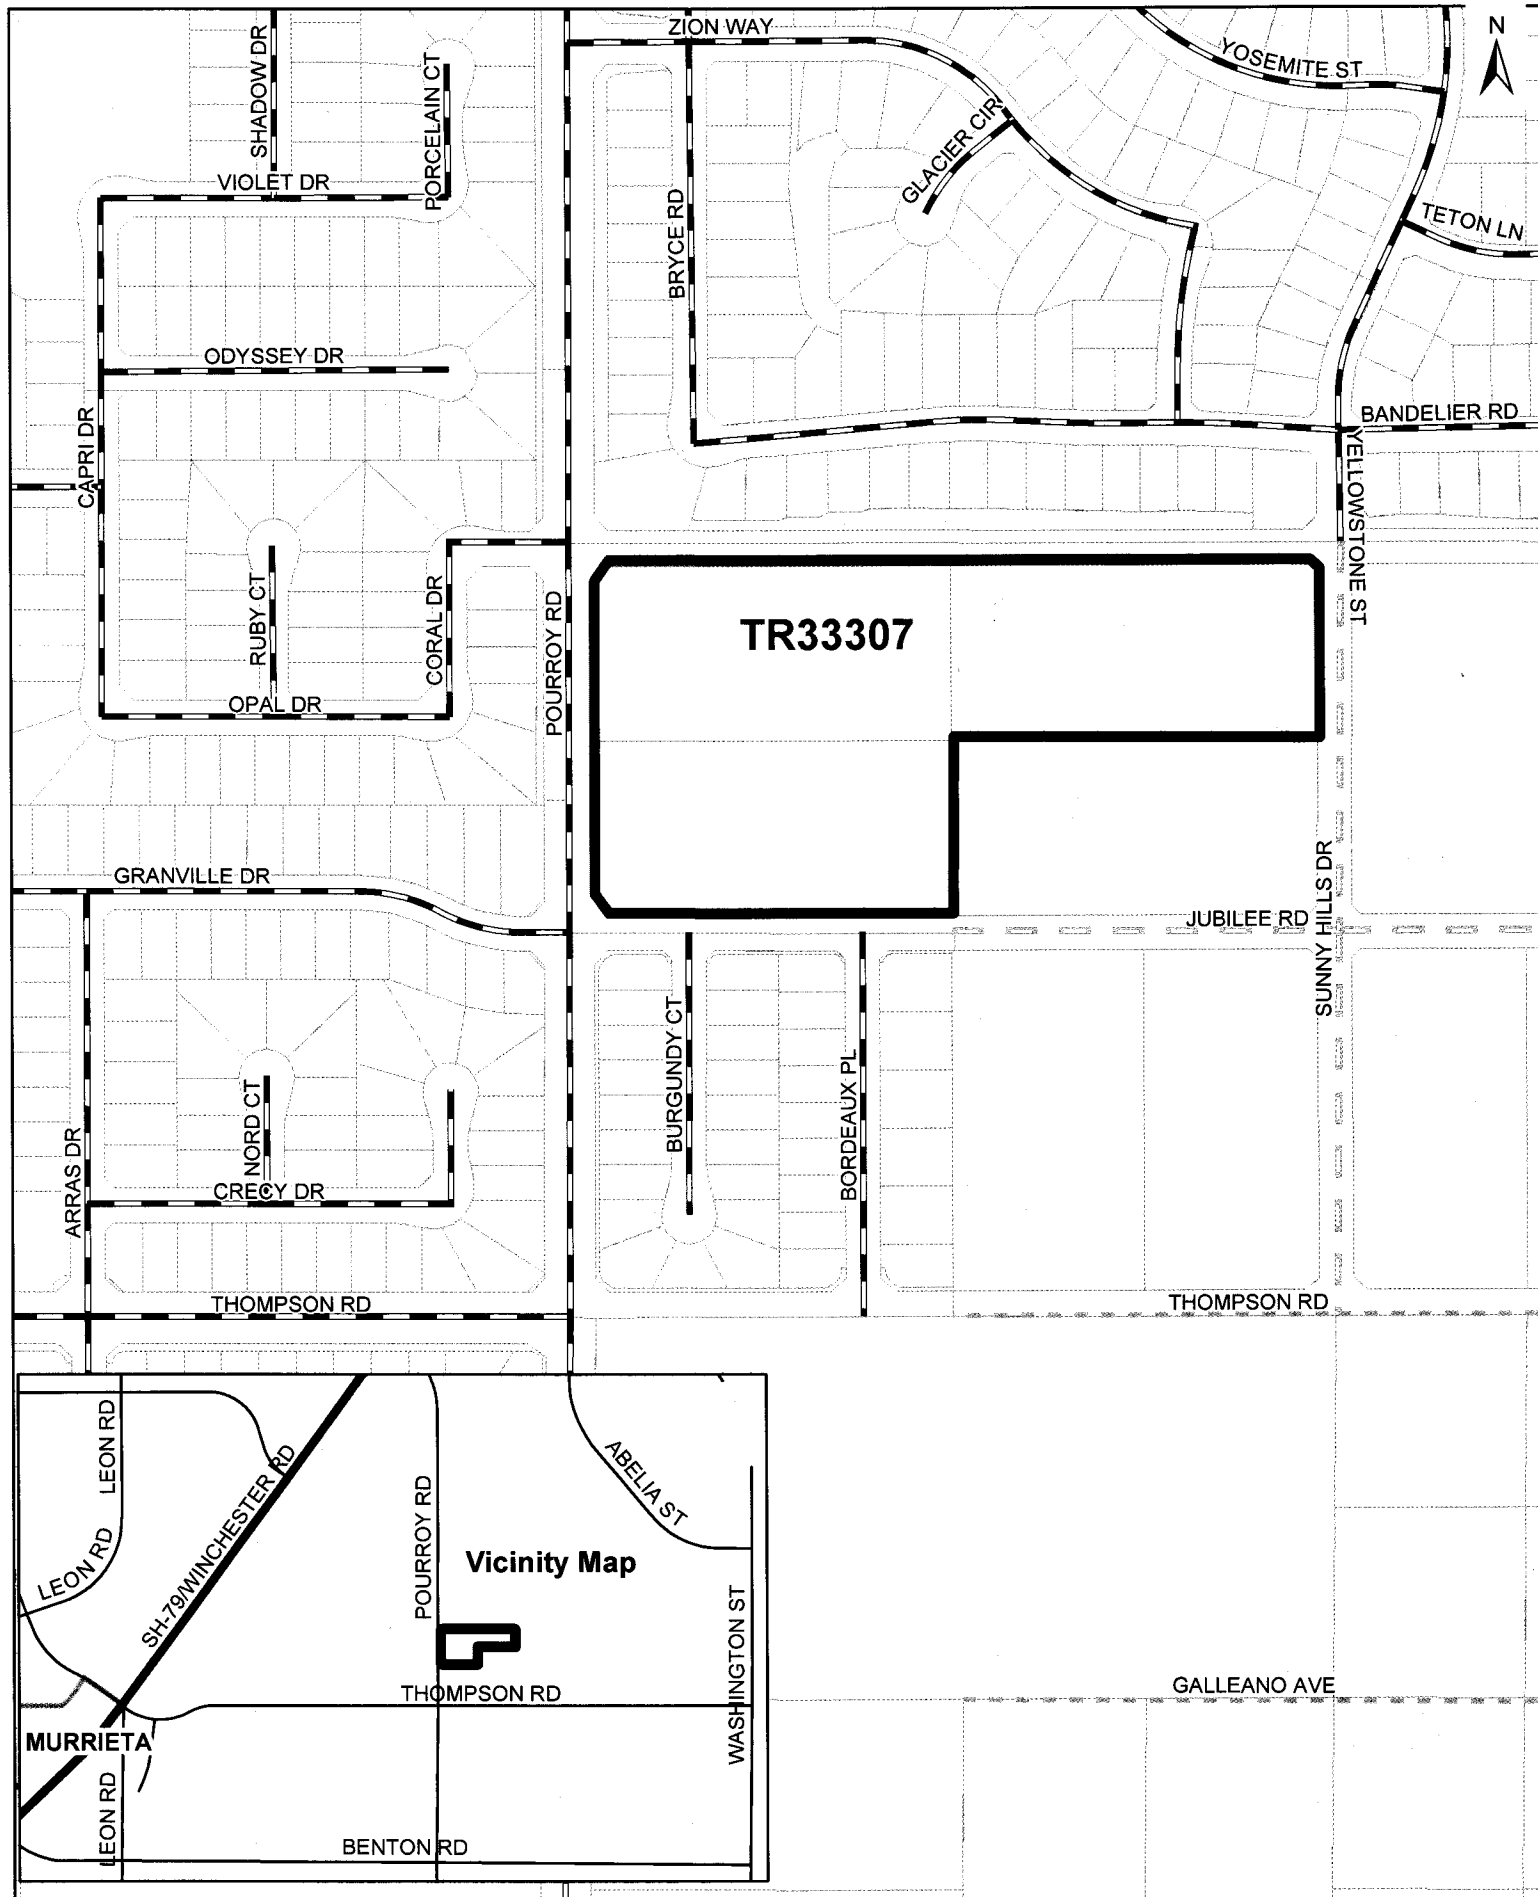 ZION WAY
N
YOSEMITE ST
SHADOW DR
PORCELAIN CT
GLACIER CIR
VIOLET DR
BRYCE RD
TETON LN
ODYSSEY DR
CAPRI DR
BANDELIER RD
YELLOWSTONE ST
RUBY CT
CORAL DR
POURROY RD
TR33307
OPAL DR
GRANVILLE DR
SUNNY HILLS DR
JUBILEE RD
BURGUNDY CT
BORDEAUX PL
NORD CT
ARRAS DR
CRECY DR
THOMPSON RD
THOMPSON RD
LEON RD
SH-79/WINCHESTER RD
POURROY RD
ABELIA ST
LEON RD
Vicinity Map
WASHINGTON ST
THOMPSON RD
GALLEANO AVE
MURRIETA
LEON RD
BENTON RD